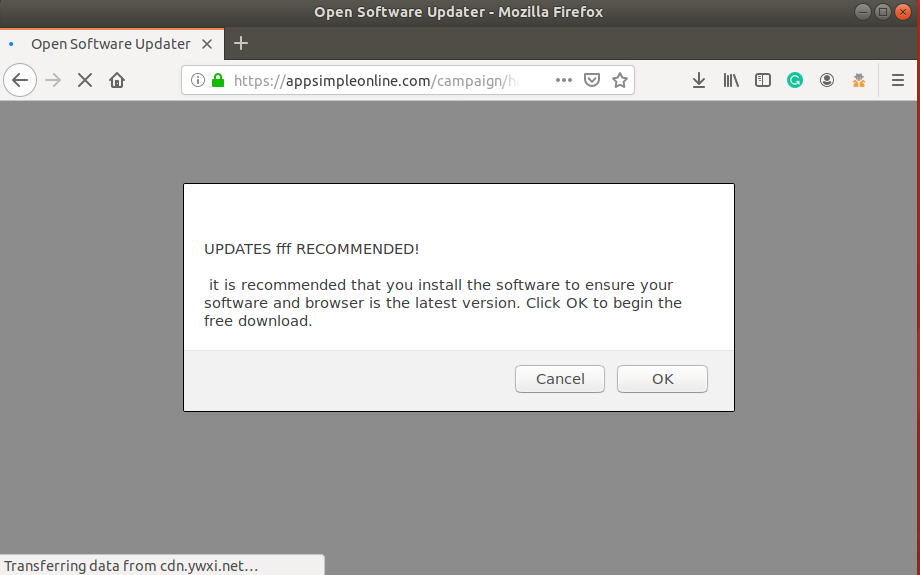 Open Software Updater - Mozilla Firefox
Open Software Updater
https://appsimpleonline.com/campaign/h
UPDATES fff RECOMMENDED!
it is recommended that you install the software to ensure your
software and browser is the latest version. Click OK to begin the
free download.
Cancel OK
Transferring data from cdn.ywxi.net…